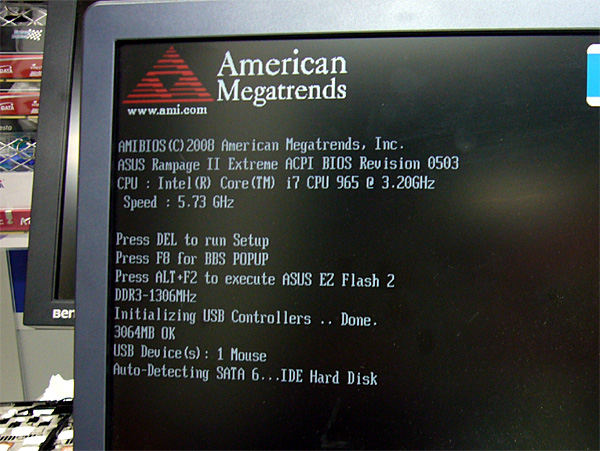 American
Megatrends
www.ami.com
AMIBIOS(C)2008 American Megatrends, Inc.
ASUS Rampage II Extreme ACPI BIOS Revision 0503
CPU : Intel(R) Core(TM) i7 CPU 965 @ 3.20GHz
Speed : 5.73 GHz
Press DEL to run Setup
Press F8 for BBS POPUP
Press ALT+F2 to execute ASUS EZ Flash 2
DDR3-1306MHz
Initializing USB Controllers .. Done.
3064MB OK
USB Device(s): 1 Mouse
Auto-Detecting SATA 6...IDE Hard Disk
Ben